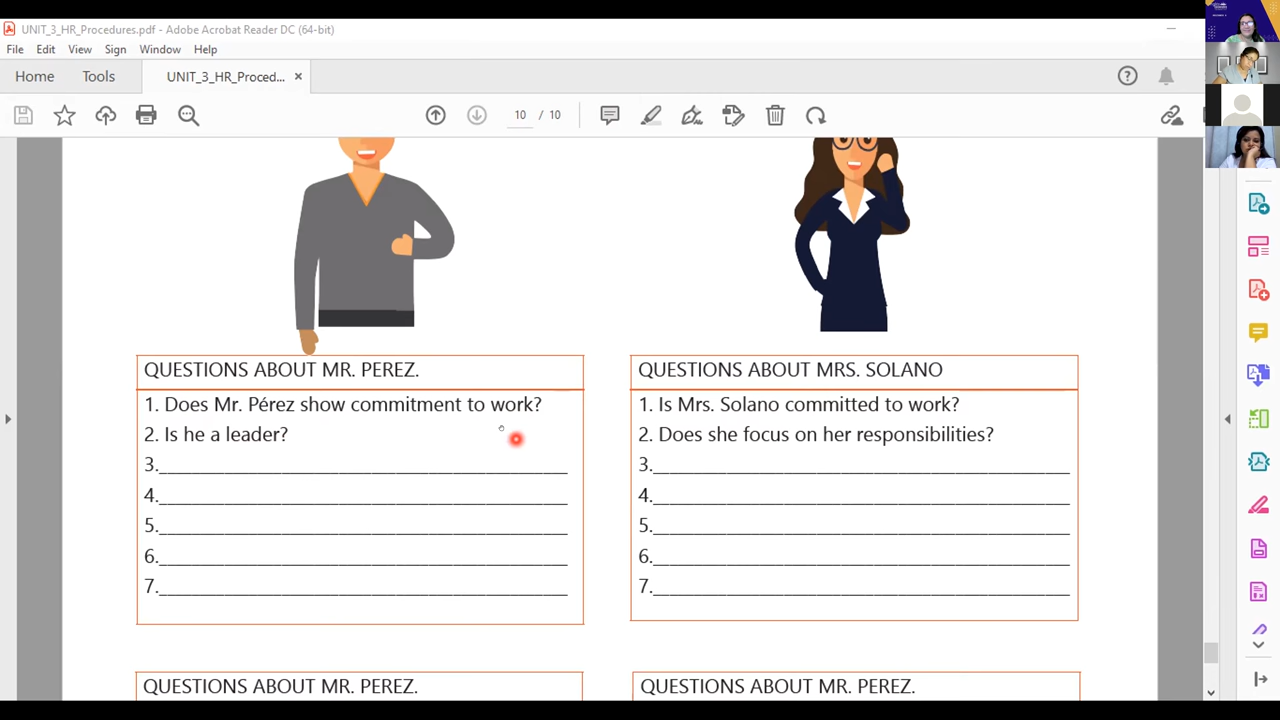 UNIT_3_HR_Procedures.pdf - Adobe Acrobat Reader DC (64-bit)
File Edit View Sign Window Help
Home Tools UNIT_3_HR_Proced... ×
10 / 10
QUESTIONS ABOUT MR. PEREZ.
1. Does Mr. Pérez show commitment to work?
2. Is he a leader?
3.
4.
5.
6.
7.
QUESTIONS ABOUT MRS. SOLANO
1. Is Mrs. Solano committed to work?
2. Does she focus on her responsibilities?
3.
4.
5.
6.
7.
QUESTIONS ABOUT MR. PEREZ.
QUESTIONS ABOUT MR. PEREZ.